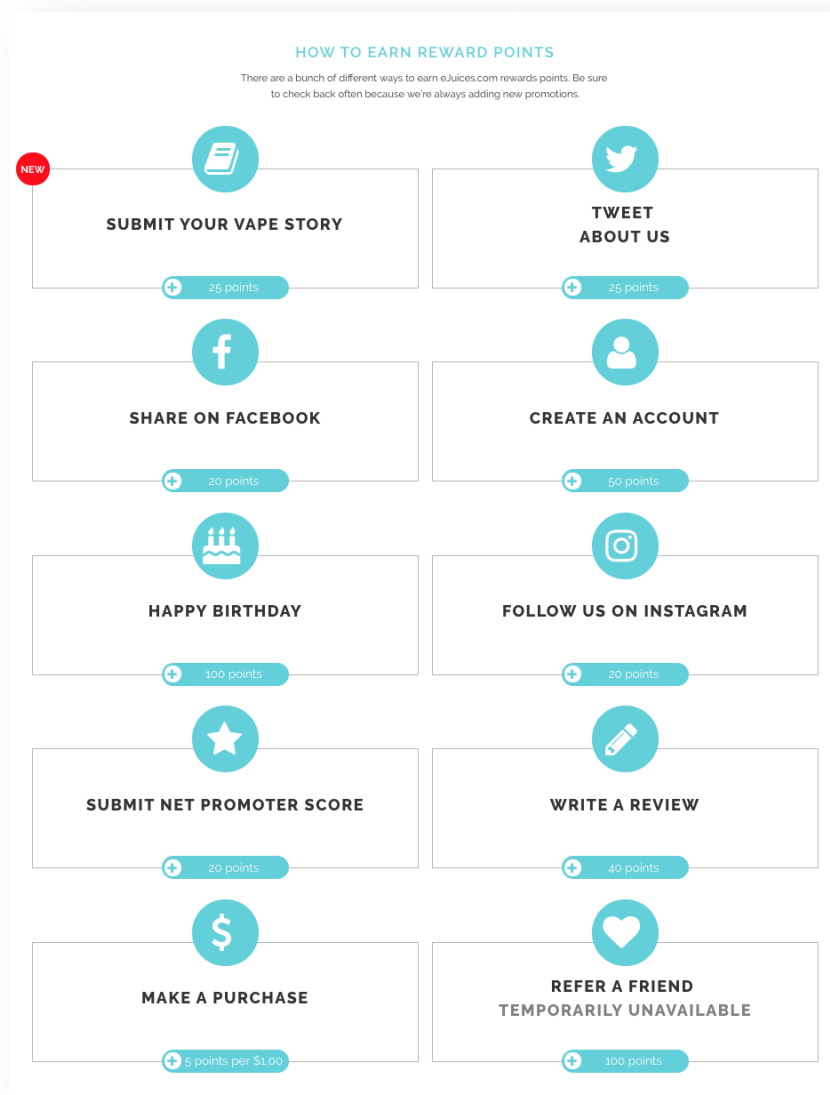 HOW TO EARN REWARD POINTS
There are a bunch of different ways to earn eJuices.com rewards points. Be sure
to check back often because we're always adding new promotions.
NEW
SUBMIT YOUR VAPE STORY
25 points
TWEET
ABOUT US
25 points
SHARE ON FACEBOOK
20 points
CREATE AN ACCOUNT
50 points
HAPPY BIRTHDAY
100 points
FOLLOW US ON INSTAGRAM
20 points
SUBMIT NET PROMOTER SCORE
20 points
WRITE A REVIEW
40 points
MAKE A PURCHASE
5 points per $1.00
REFER A FRIEND
TEMPORARILY UNAVAILABLE
100 points